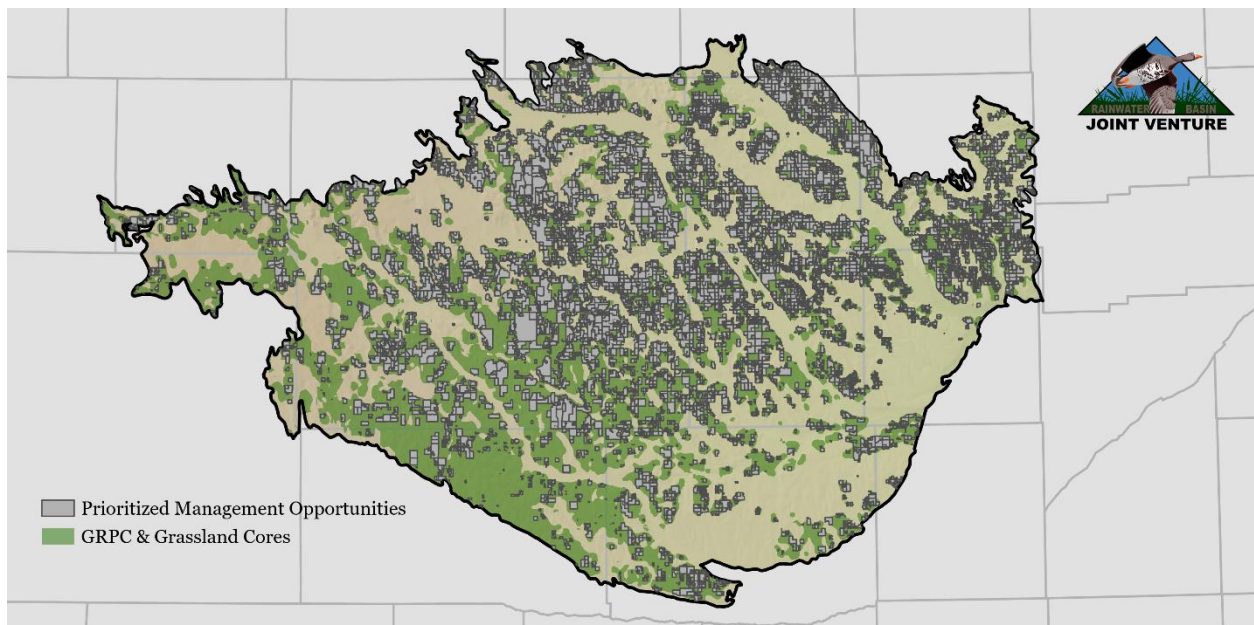 RAINWATER BASIN
JOINT VENTURE
Prioritized Management Opportunities
GRPC & Grassland Cores